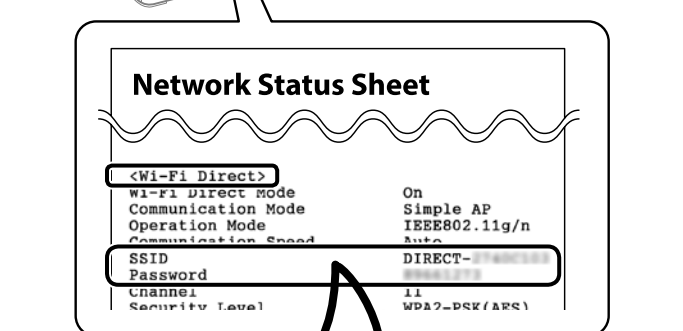 Network Status Sheet
<Wi-Fi Direct>
Wi-Fi Direct Mode On
Communication Mode Simple AP
Operation Mode IEEE802.11g/n
Communication Speed Auto
SSID DIRECT-
Password
Channel 11
Security Level WPA2-PSK(AES)